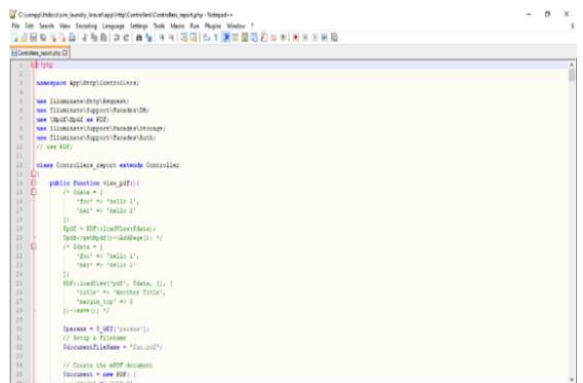 C:\xampp\htdocs\sim_laundry_laravel\app\Http\Controllers\Controllers_report.php - Notepad++
File Edit Search View Encoding Language Settings Tools Macro Run Plugins Window ?
Controllers_report.php
<?php
namespace App\Http\Controllers;
use Illuminate\Http\Request;
use Illuminate\Support\Facades\DB;
use \Mpdf\Mpdf as PDF;
use Illuminate\Support\Facades\Storage;
use Illuminate\Support\Facades\Auth;
// use PDF;
class Controllers_report extends Controller
{
public function view_pdf(){
/* $data = [
'foo' => 'hello 1',
'bar' => 'hello 2'
];
$pdf = PDF::loadView($data);
$pdf->getMpdf()->AddPage(); */
/* $data = [
'foo' => 'hello 1',
'bar' => 'hello 2'
];
PDF::loadView('pdf', $data, [], [
'title' => 'Another Title',
'margin_top' => 0
])->save(); */
$params = $_GET['params'];
// Setup a filename
$documentFileName = "fun.pdf";
// Create the mPDF document
$document = new PDF( [